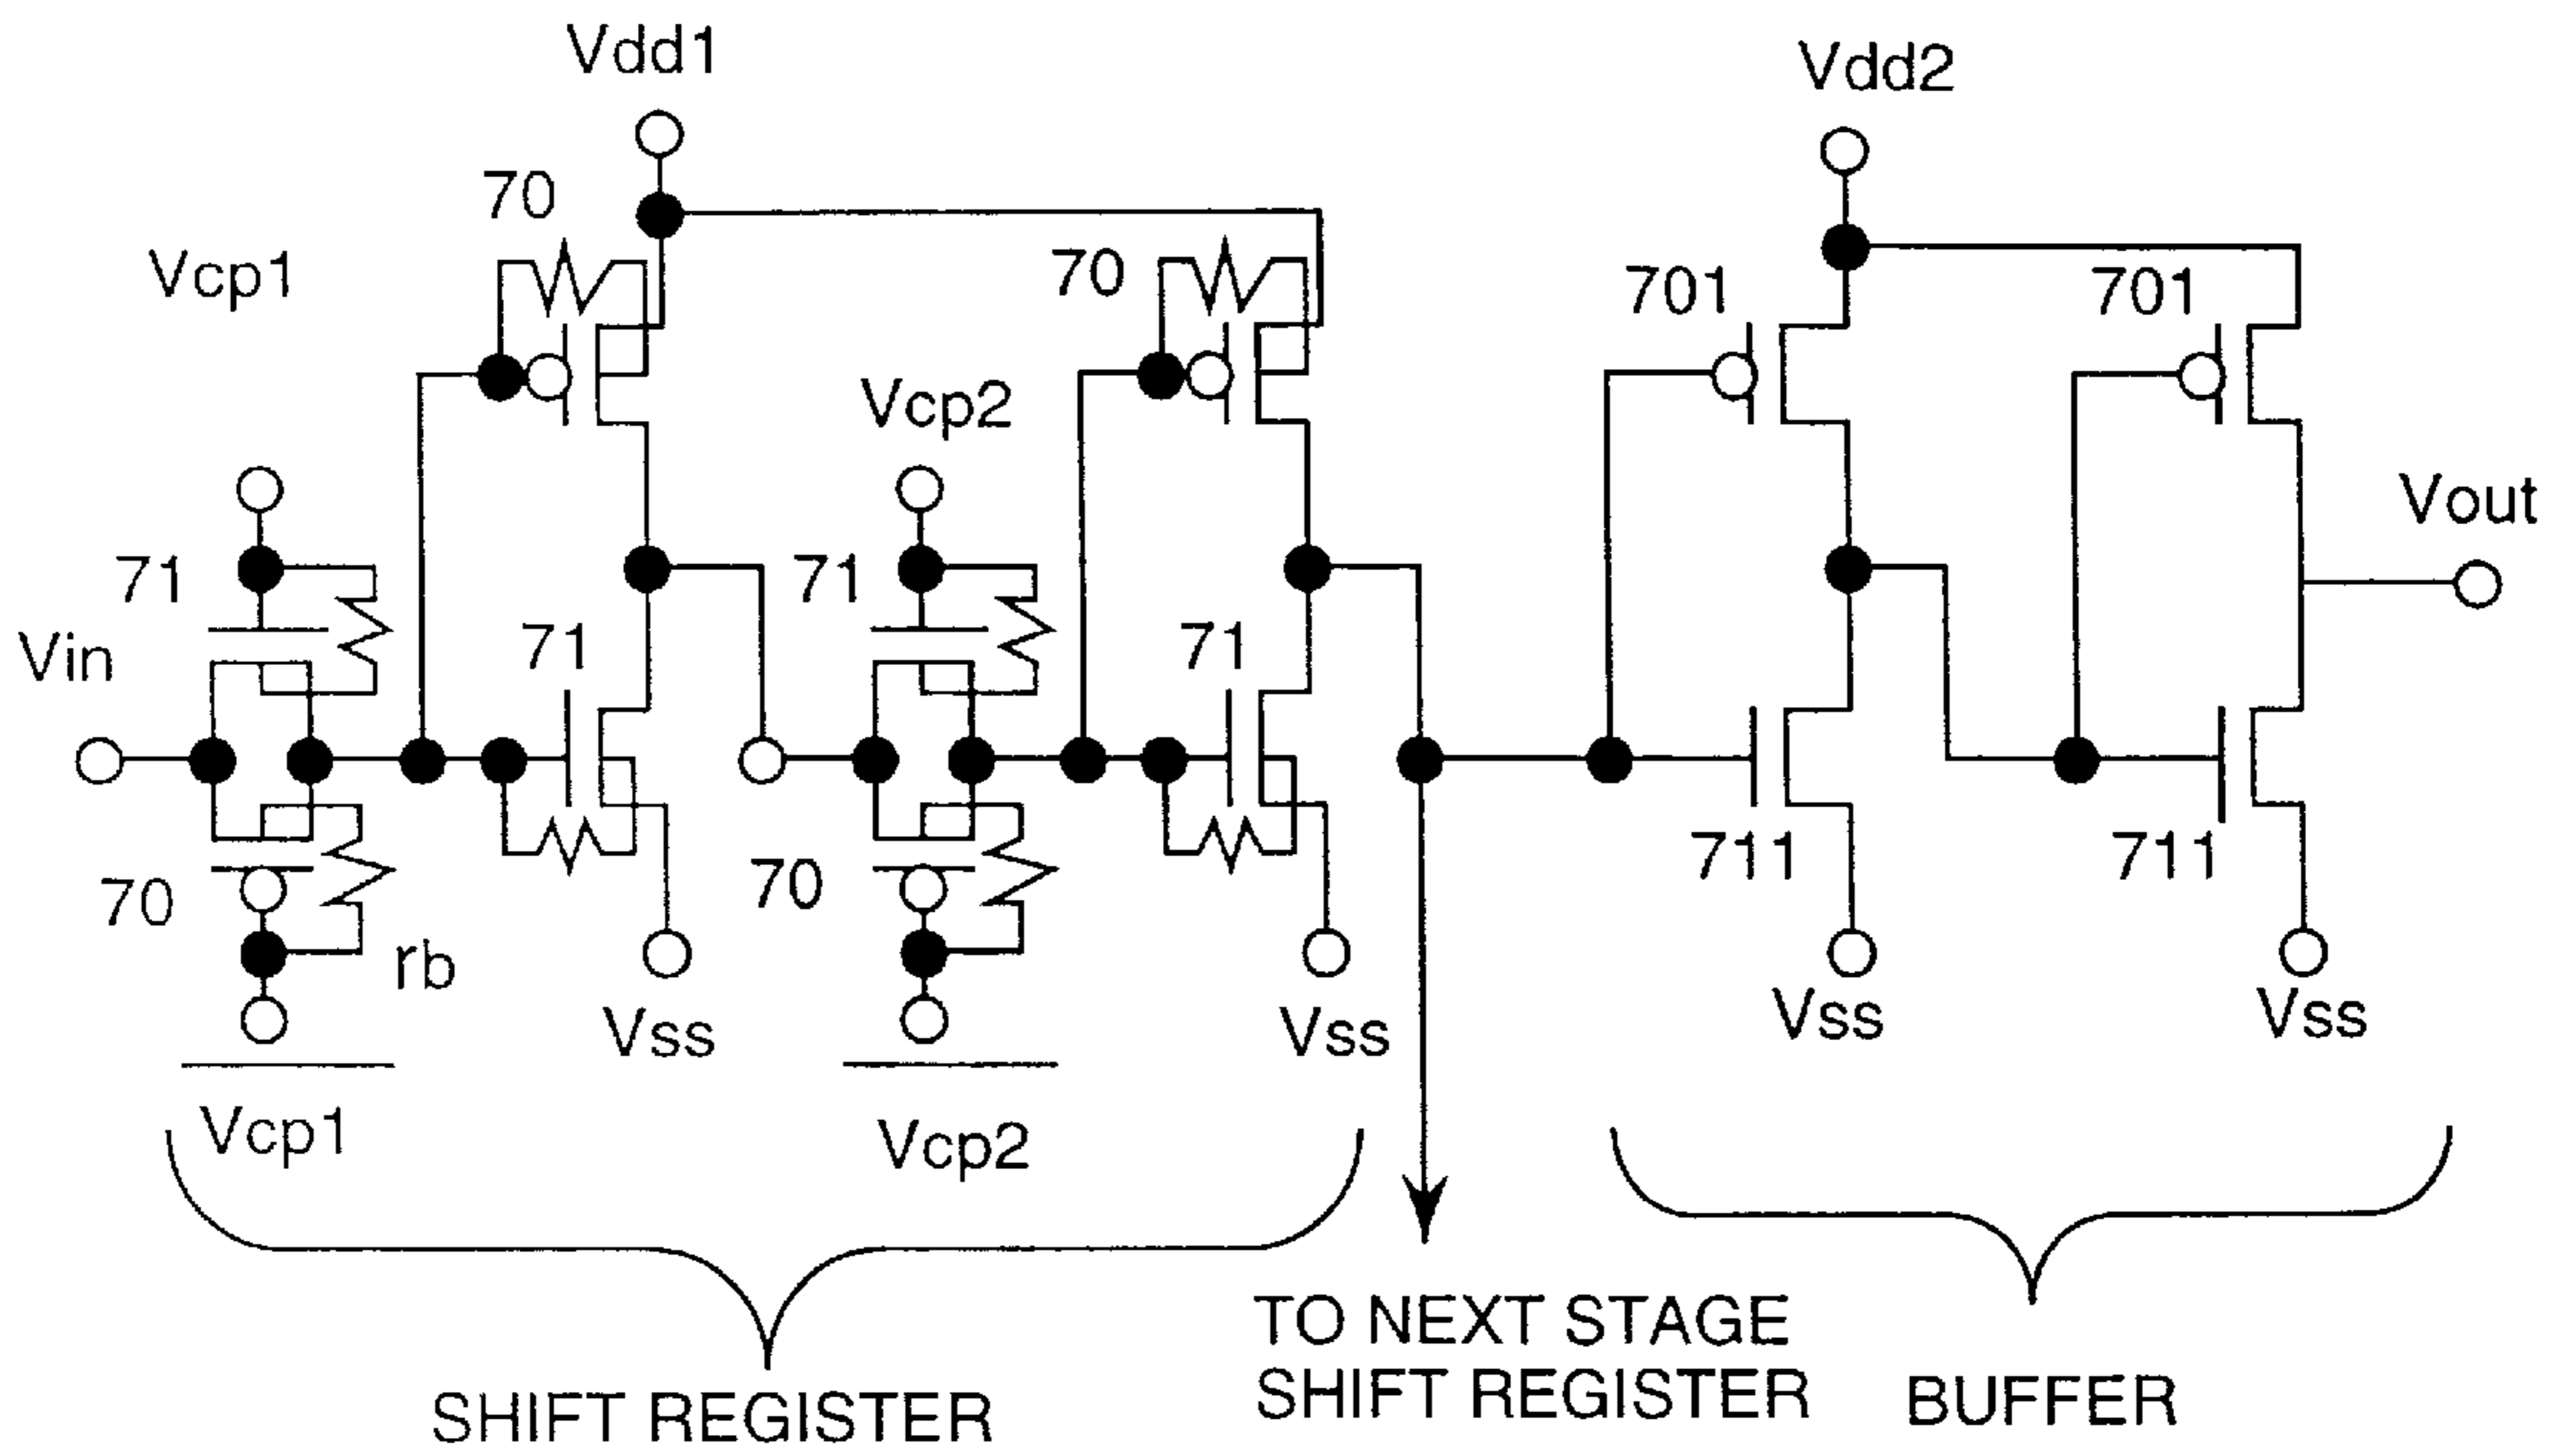 Vdd1
Vdd2
70
Vcp1
70
701
701
Vcp2
Vout
71
71
Vin
71
71
70
rb
70
711
711
Vss
Vss
Vss
Vss
Vcp1
Vcp2
TO NEXT STAGE
SHIFT REGISTER
SHIFT REGISTER
BUFFER